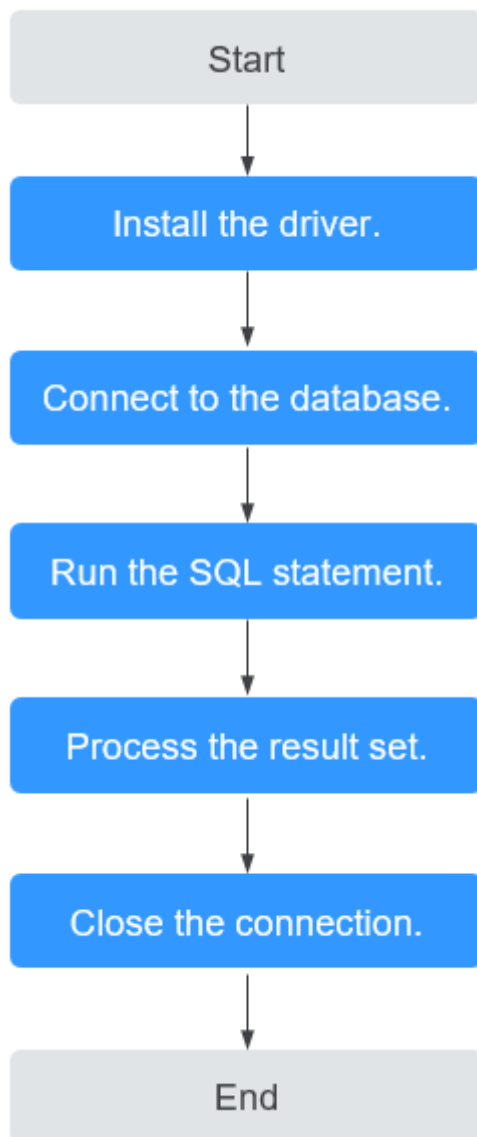 Start
Install the driver.
Connect to the database.
Run the SQL statement.
Process the result set.
Close the connection.
End